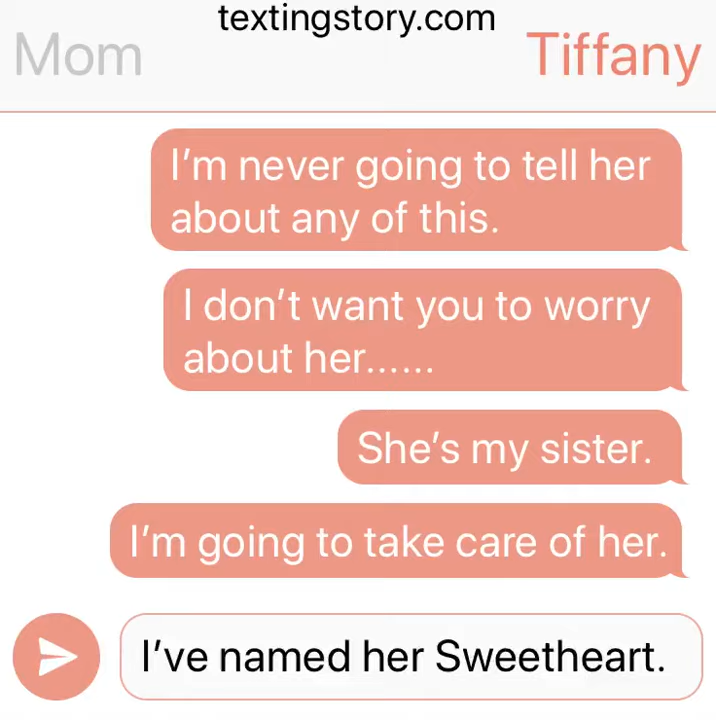 textingstory.com
Mom
Tiffany
I’m never going to tell her
about any of this.
I don’t want you to worry
about her......
She’s my sister.
I’m going to take care of her.
I’ve named her Sweetheart.